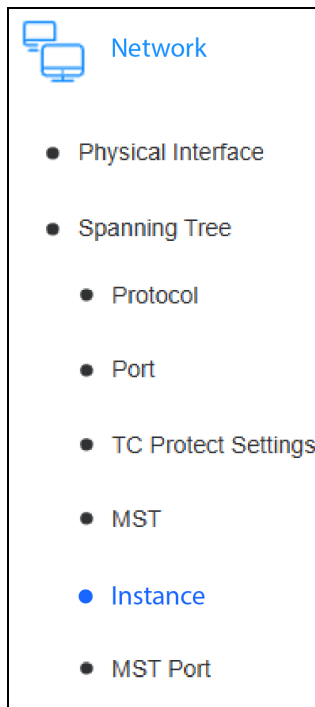 Network
Physical Interface
Spanning Tree
Protocol
Port
TC Protect Settings
MST
Instance
MST Port